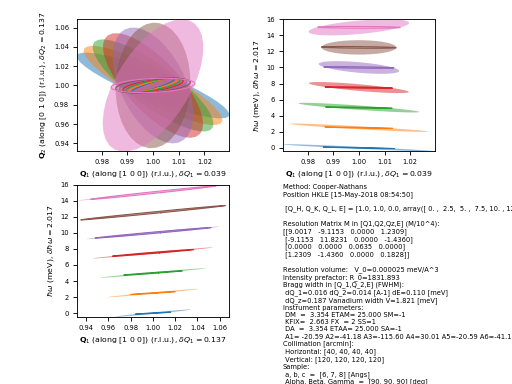 1.06
1.04
1.02
1.00
0.98
0.96
0.94
Q₂ (along [0 1 0]) (r.l.u.), δQ₂ = 0.137
0.98 0.99 1.00 1.01 1.02
Q₁ (along [1 0 0]) (r.l.u.), δQ₁ = 0.039
16
14
12
10
8
6
4
2
0
ℏω (meV), δℏω = 2.017
0.98 0.99 1.00 1.01 1.02
Q₁ (along [1 0 0]) (r.l.u.), δQ₁ = 0.039
16
14
12
10
8
6
4
2
0
ℏω (meV), δℏω = 2.017
0.94 0.96 0.98 1.00 1.02 1.04 1.06
Q₁ (along [1 0 0]) (r.l.u.), δQ₁ = 0.137
Method: Cooper-Nathans
Position HKLE [15-May-2018 08:54:50]
[Q_H, Q_K, Q_L, E] = [1.0, 1.0, 0.0, array([ 0. , 2.5, 5. , 7.5, 10. , 12
Resolution Matrix M in [Q1,Q2,Qz,E] (M/10^4):
[[9.0017 -9.1153 0.0000 1.2309]
[-9.1153 11.8231 0.0000 -1.4360]
[0.0000 0.0000 0.0635 0.0000]
[1.2309 -1.4360 0.0000 0.1828]]
Resolution volume: V_0=0.000025 meV/A^3
Intensity prefactor: R_0=1831.893
Bragg width in [Q_1,Q_2,E] (FWHM):
dQ_1=0.016 dQ_2=0.014 [A-1] dE=0.110 [meV]
dQ_z=0.187 Vanadium width V=1.821 [meV]
Instrument parameters:
DM = 3.354 ETAM= 25.000 SM=-1
KFIX= 2.663 FX = 2 SS=1
DA = 3.354 ETAA= 25.000 SA=-1
A1= -20.59 A2=-41.18 A3=-115.60 A4=30.01 A5=-20.59 A6=-41.1
Collimation [arcmin]:
Horizontal: [40, 40, 40, 40]
Vertical: [120, 120, 120, 120]
Sample:
a, b, c = [6, 7, 8] [Angs]
Alpha, Beta, Gamma = [90, 90, 90] [deg]